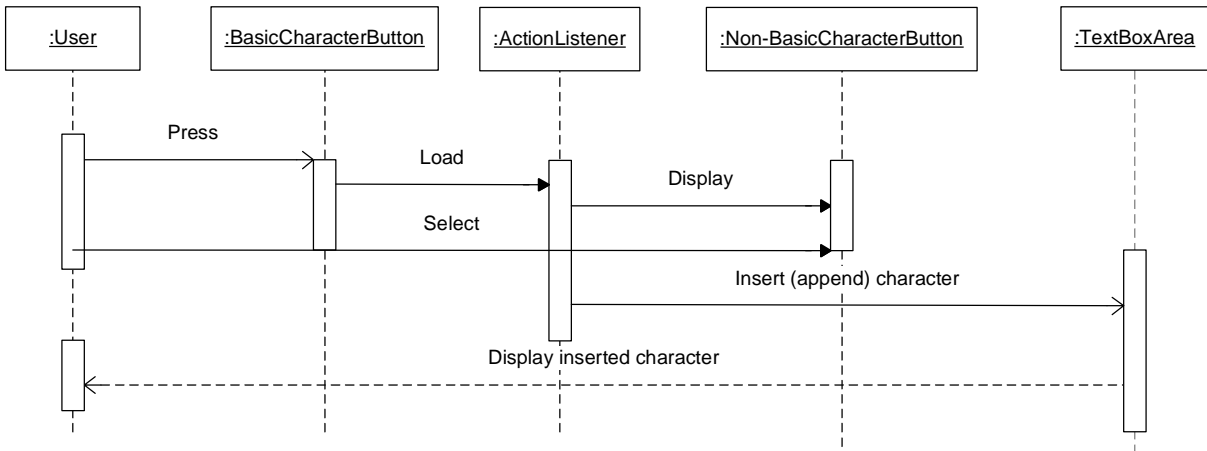 :User
:BasicCharacterButton
:ActionListener
:Non-BasicCharacterButton
:TextBoxArea
Press
Load
Display
Select
Insert (append) character
Display inserted character